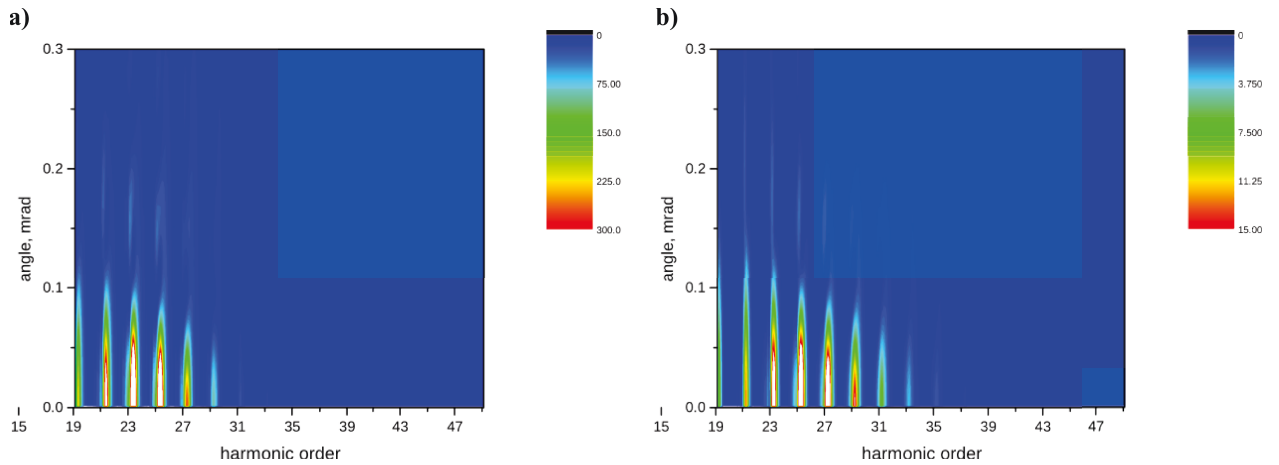 a)
b)
0.3
0.2
0.1
0.0
angle, mrad
15 19 23 27 31 35 39 43 47
harmonic order
0
75.00
150.0
225.0
300.0
0.3
0.2
0.1
0.0
angle, mrad
15 19 23 27 31 35 39 43 47
harmonic order
0
3.750
7.500
11.25
15.00